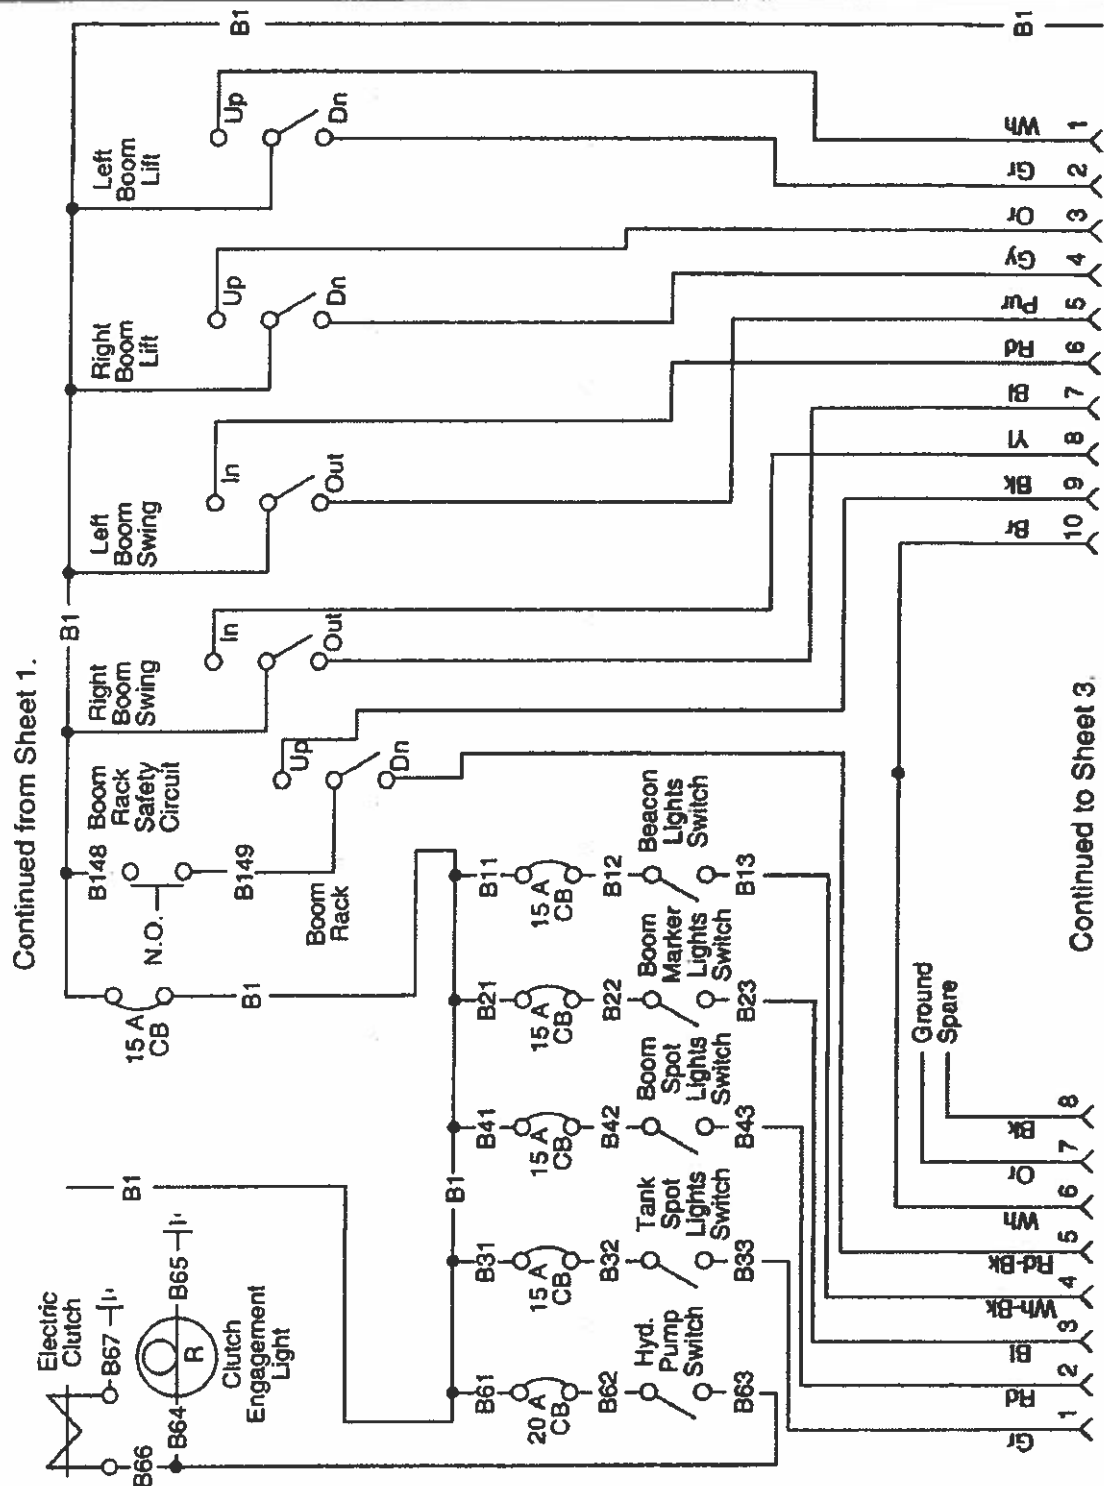 Continued from Sheet 1.
B1
B1
Left
Boom
Lift
Up
Dn
Right
Boom
Lift
Up
Dn
Left
Boom
Swing
In
Out
B1
Right
Boom
Swing
In
Out
B148
Boom
Rack
Safety
Circuit
N.O.
B149
Boom
Rack
Up
Dn
15 A
CB
B1
B11
15 A
CB
B12
Beacon
Lights
Switch
B13
B21
15 A
CB
B22
Boom
Marker
Lights
Switch
B23
B41
15 A
CB
B42
Boom
Spot
Lights
Switch
B43
B1
B1
B31
15 A
CB
B32
Tank
Spot
Lights
Switch
B33
B61
20 A
CB
B62
Hyd.
Pump
Switch
B63
Electric
Clutch
B67
B66
B65
B64
R
Clutch
Engagement
Light
Wh 1
Gr 2
Or 3
Gy 4
Pur 5
Rd 6
Bl 7
Yl 8
Bk 9
Br 10
Ground
Spare
Bk 8
Or 7
Wh 6
Rd-Bk 5
Wh-Bk 4
Bl 3
Rd 2
Gr 1
Continued to Sheet 3.